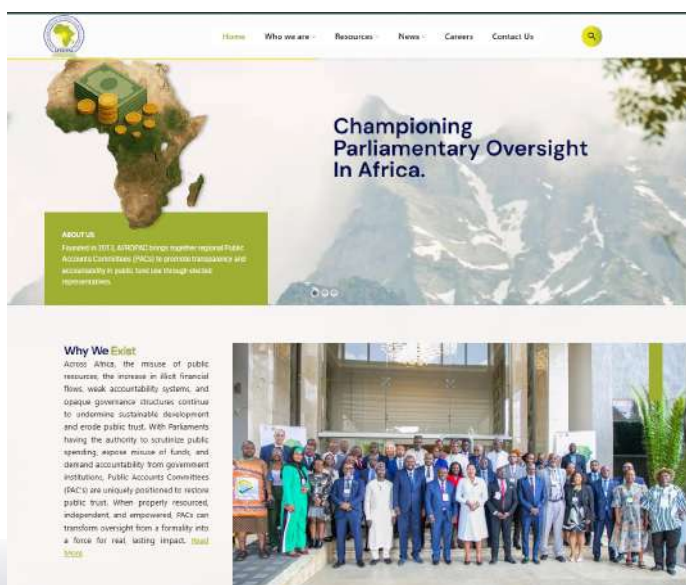 Home Who we are Resources News Careers Contact Us
Championing
Parliamentary Oversight
In Africa.
ABOUT US
Founded in 2013, AFROPAC brings together regional Public
Accounts Committees (PACs) to promote transparency and
accountability in public fund use through elected
representatives.
Why We Exist
Across Africa, the misuse of public
resources, the increase in illicit financial
flows, weak accountability systems, and
opaque governance structures continue
to undermine sustainable development
and erode public trust. With Parliaments
having the authority to scrutinize public
spending, expose misuse of funds, and
demand accountability from government
institutions, Public Accounts Committees
(PAC's) are uniquely positioned to restore
public trust. When properly resourced,
independent, and empowered, PACs can
transform oversight from a formality into
a force for real, lasting impact. Read
More